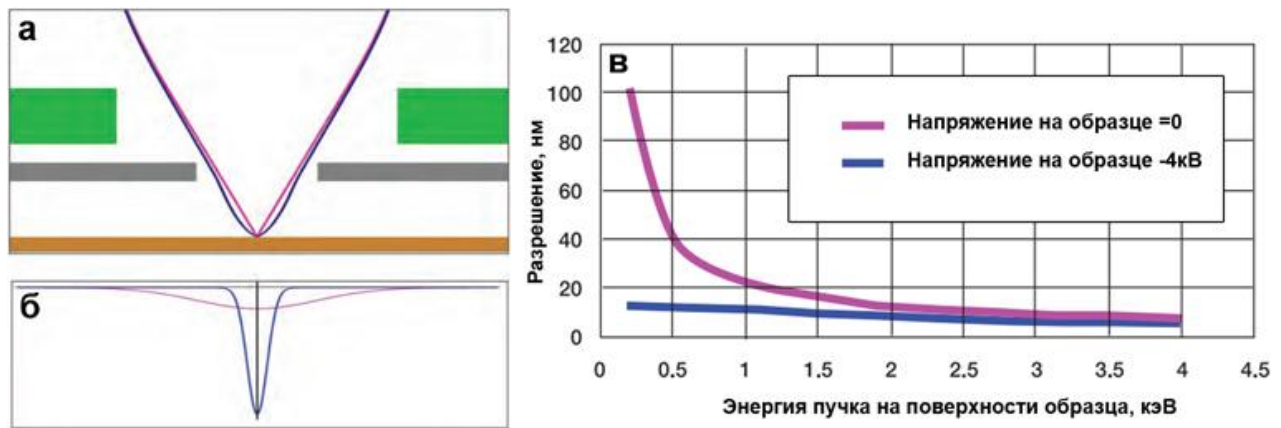 а
б
в
120
100
80
60
40
20
0
Разрешение, нм
Напряжение на образце =0
Напряжение на образце -4кВ
0 0.5 1 1.5 2 2.5 3 3.5 4 4.5
Энергия пучка на поверхности образца, кэВ